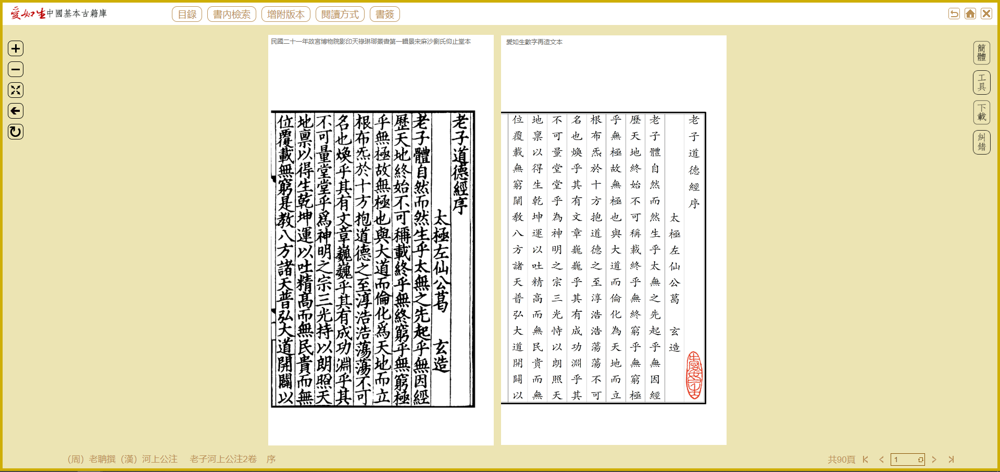 愛如生中國基本古籍庫
目錄
書內檢索
增附版本
閱讀方式
書簽
簡體
工具
下載
糾錯
民國二十一年故宮博物院影印天祿琳瑯叢書第一輯景宋麻沙劉氏仰止堂本
老子道德經序
太極左仙公葛　玄造
老子體自然而然生乎太無之先起乎無因經
歷天地終始不可稱載終乎無終窮乎無窮極
乎無極故無極也與大道而倫化爲天地而立
根布炁於十方抱道德之至淳浩浩蕩蕩不可
名也煥乎其有文章巍巍乎其有成功淵乎其
不可量堂堂乎爲神明之宗三光持以朗照天
地禀以得生乾坤運以吐精髙而無民貴而無
位覆載無窮是教八方諸天普弘大道開闢以
愛如生數字再造文本
老子道德經序
太極左仙公葛　玄造
老子體自然而然生乎太無之先起乎無因經
歷天地終始不可稱載終乎無終窮乎無窮極
乎無極故無極也與大道而倫化為天地而立
根布炁於十方抱道德之至淳浩浩蕩蕩不可
名也煥乎其有文章巍巍乎其有成功淵乎其
不可量堂堂乎為神明之宗三光恃以朗照天
地禀以得生乾坤運以吐精高而無民貴而無
位覆載無窮闡教八方諸天普弘大道開闢以
愛如生
（周）老聃撰（漢）河上公注　老子河上公注2卷　序
共90頁
1